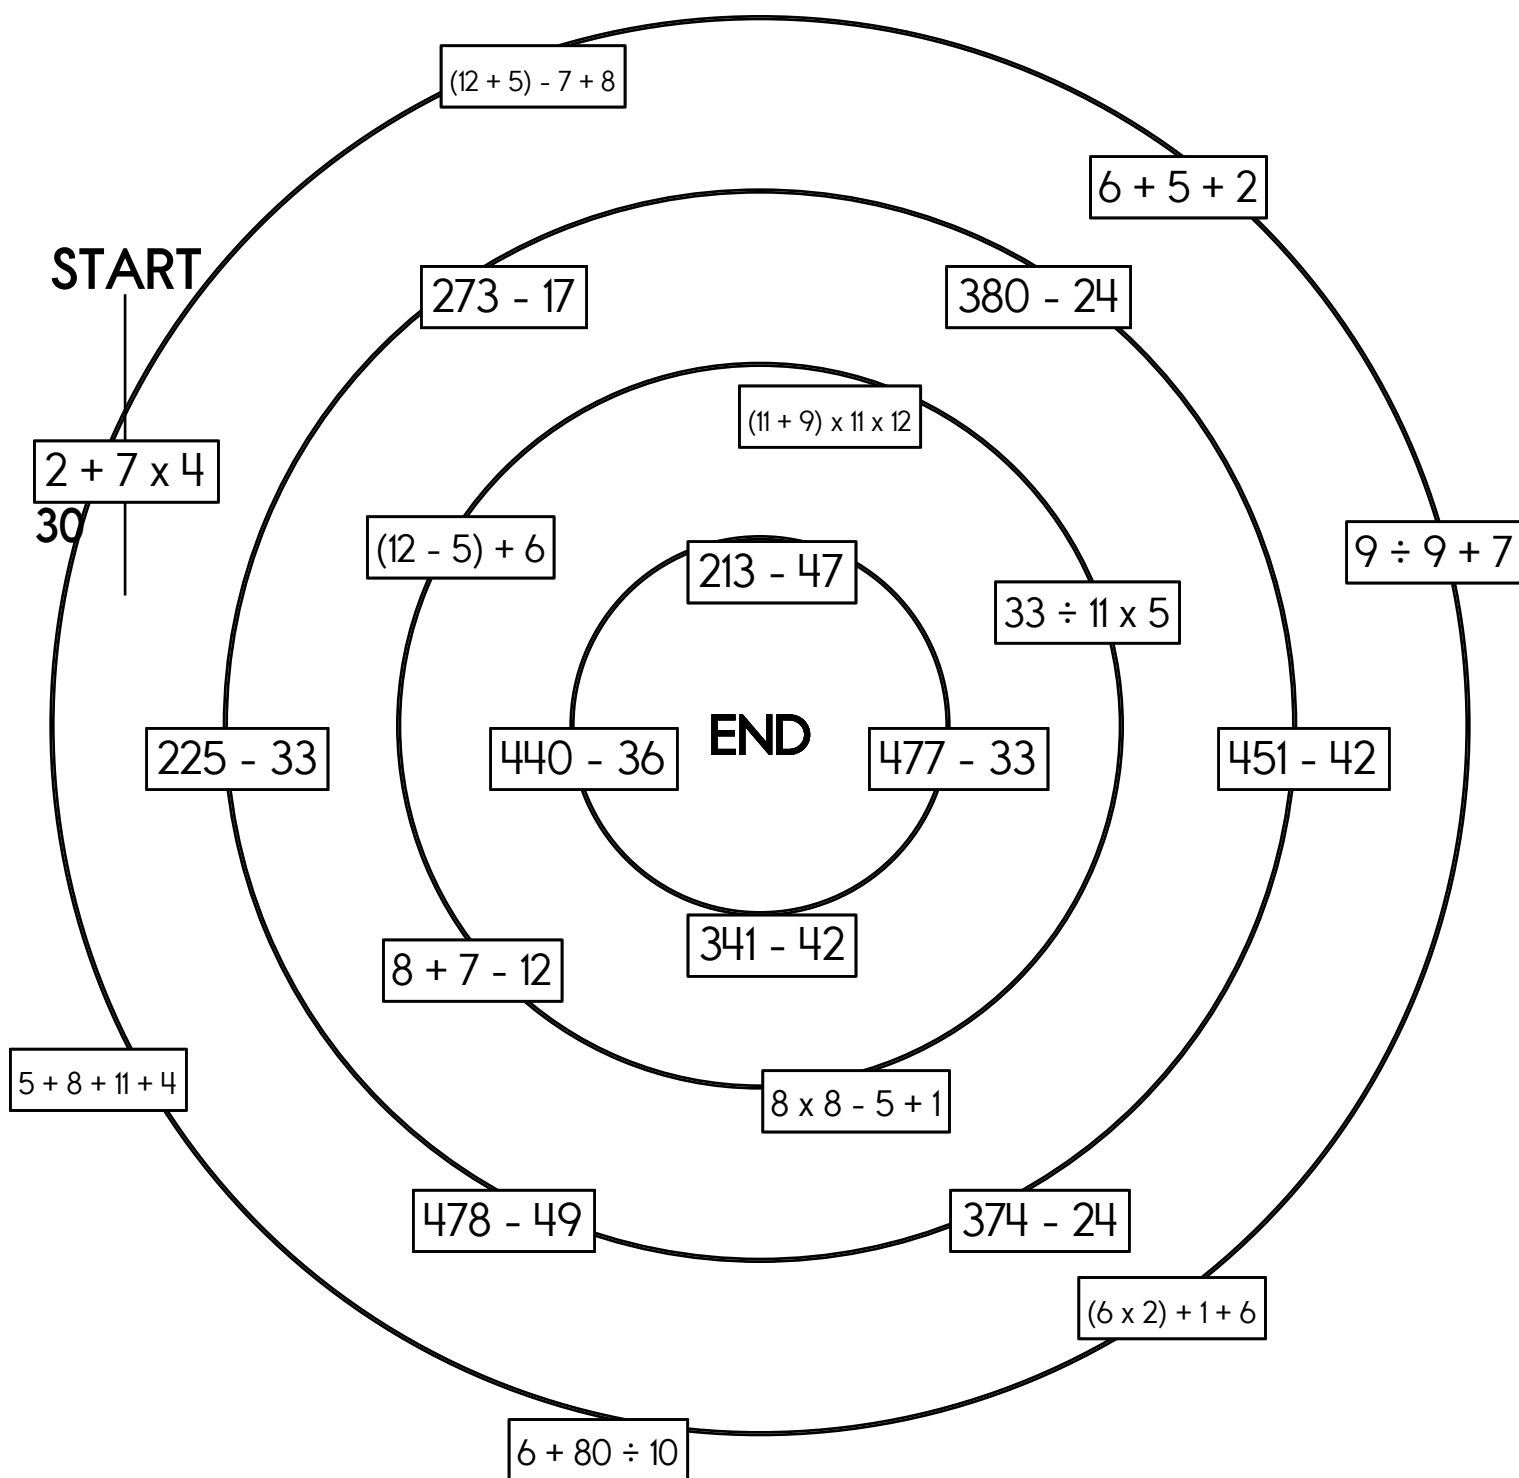 (12 + 5) - 7 + 8
6 + 5 + 2
START
273 - 17
380 - 24
(11 + 9) x 11 x 12
2 + 7 x 4
30
(12 - 5) + 6
213 - 47
9 ÷ 9 + 7
33 ÷ 11 x 5
225 - 33
440 - 36
END
477 - 33
451 - 42
341 - 42
8 + 7 - 12
5 + 8 + 11 + 4
8 x 8 - 5 + 1
478 - 49
374 - 24
(6 x 2) + 1 + 6
6 + 80 ÷ 10